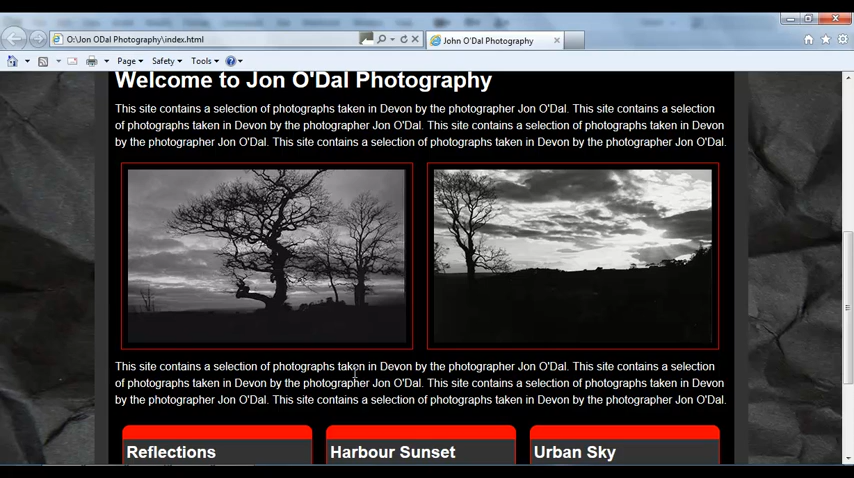 O:\Jon ODal Photography\index.html
John O'Dal Photography
Page
Safety
Tools
Welcome to Jon O'Dal Photography
This site contains a selection of photographs taken in Devon by the photographer Jon O'Dal. This site contains a selection
of photographs taken in Devon by the photographer Jon O'Dal. This site contains a selection of photographs taken in Devon
by the photographer Jon O'Dal. This site contains a selection of photographs taken in Devon by the photographer Jon O'Dal.
This site contains a selection of photographs taken in Devon by the photographer Jon O'Dal. This site contains a selection
of photographs taken in Devon by the photographer Jon O'Dal. This site contains a selection of photographs taken in Devon
by the photographer Jon O'Dal. This site contains a selection of photographs taken in Devon by the photographer Jon O'Dal.
Reflections
Harbour Sunset
Urban Sky